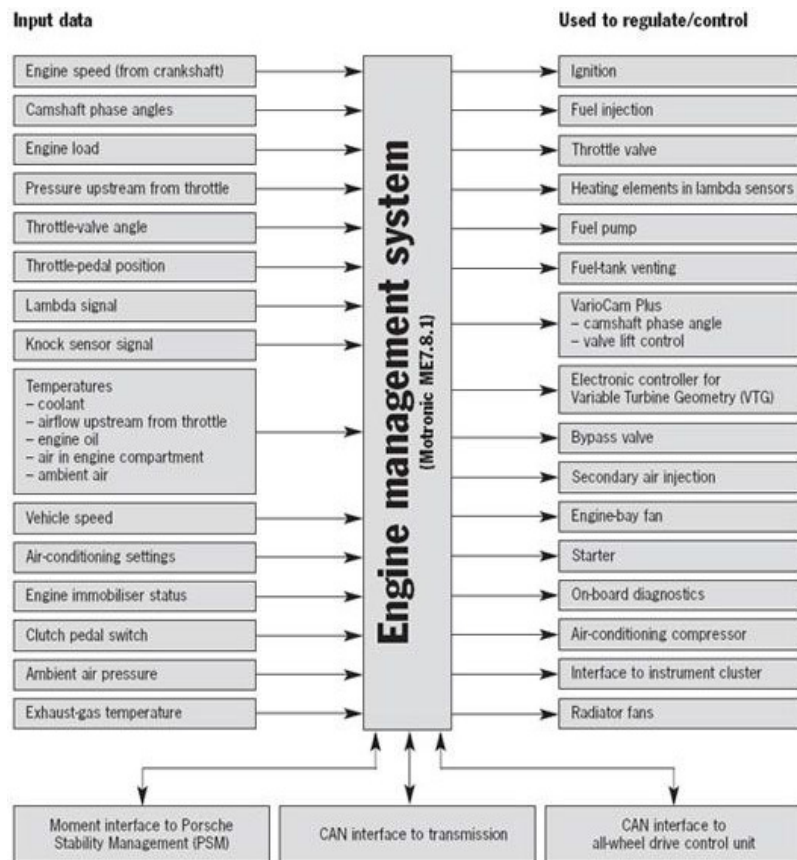 Input data
Engine speed (from crankshaft)
Camshaft phase angles
Engine load
Pressure upstream from throttle
Throttle-valve angle
Throttle-pedal position
Lambda signal
Knock sensor signal
Temperatures
– coolant
– airflow upstream from throttle
– engine oil
– air in engine compartment
– ambient air
Vehicle speed
Air-conditioning settings
Engine immobiliser status
Clutch pedal switch
Ambient air pressure
Exhaust-gas temperature
Engine management system
(Motronic ME7.8.1)
Used to regulate/control
Ignition
Fuel injection
Throttle valve
Heating elements in lambda sensors
Fuel pump
Fuel-tank venting
VarioCam Plus
– camshaft phase angle
– valve lift control
Electronic controller for
Variable Turbine Geometry (VTG)
Bypass valve
Secondary air injection
Engine-bay fan
Starter
On-board diagnostics
Air-conditioning compressor
Interface to instrument cluster
Radiator fans
Moment interface to Porsche
Stability Management (PSM)
CAN interface to transmission
CAN interface to
all-wheel drive control unit